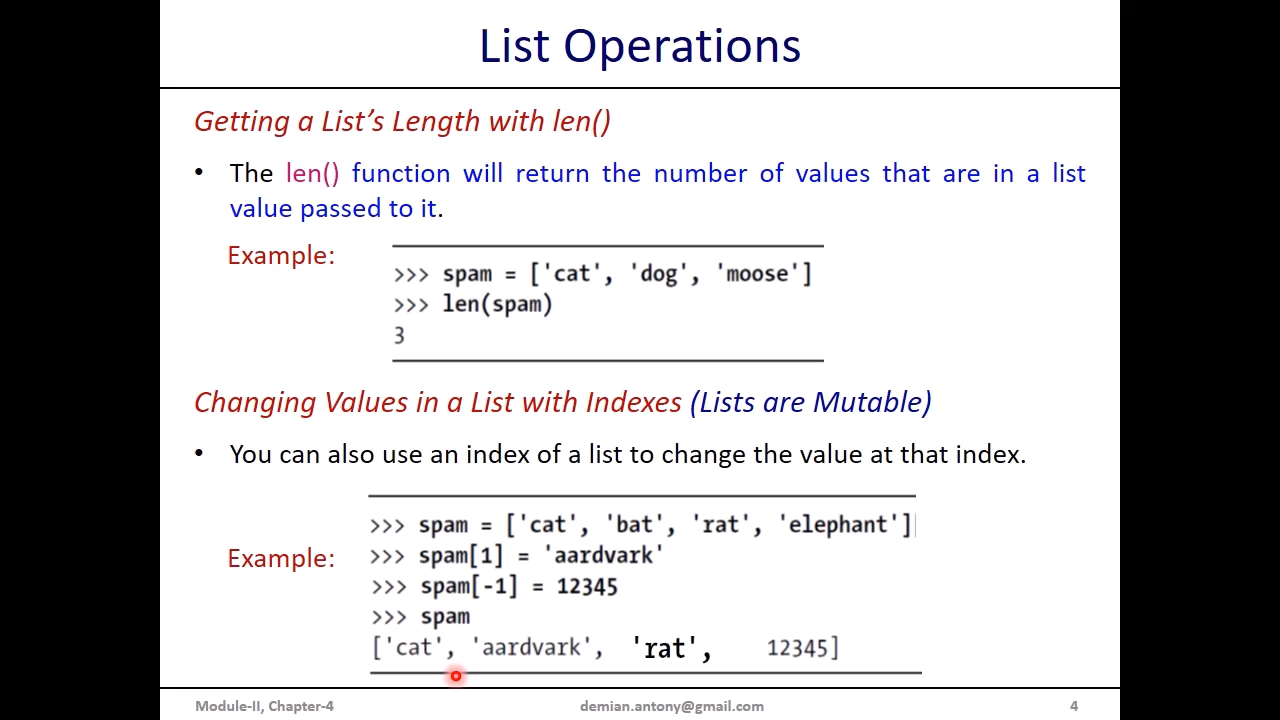 List Operations
Getting a List’s Length with len()
• The len() function will return the number of values that are in a list
value passed to it.
Example:
>>> spam = ['cat', 'dog', 'moose']
>>> len(spam)
3
Changing Values in a List with Indexes (Lists are Mutable)
• You can also use an index of a list to change the value at that index.
Example:
>>> spam = ['cat', 'bat', 'rat', 'elephant']
>>> spam[1] = 'aardvark'
>>> spam[-1] = 12345
>>> spam
['cat', 'aardvark', 'rat', 12345]
Module-II, Chapter-4 demian.antony@gmail.com 4